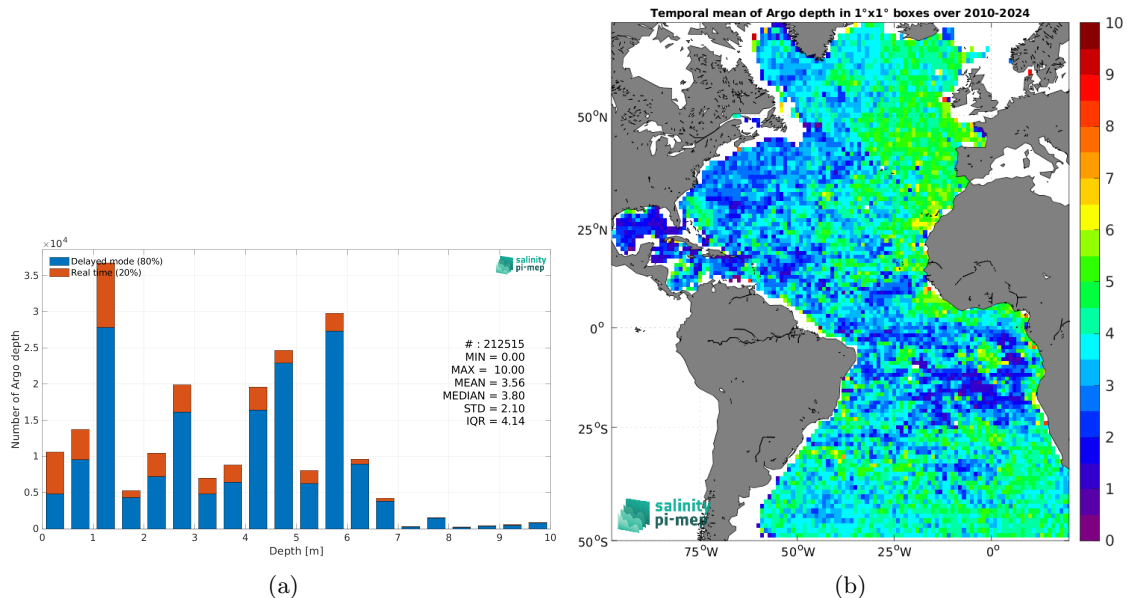 ×10⁴
Delayed mode (80%)
Real time (20%)
salinity
pi-mep
3.5
3
2.5
2
1.5
1
0.5
0
Number of Argo depth
# : 212515
MIN = 0.00
MAX = 10.00
MEAN = 3.56
MEDIAN = 3.80
STD = 2.10
IQR = 4.14
0 1 2 3 4 5 6 7 8 9 10
Depth [m]
(a)
Temporal mean of Argo depth in 1°x1° boxes over 2010-2024
50°N
25°N
0°
25°S
50°S
75°W 50°W 25°W 0°
salinity
pi-mep
10
9
8
7
6
5
4
3
2
1
0
(b)